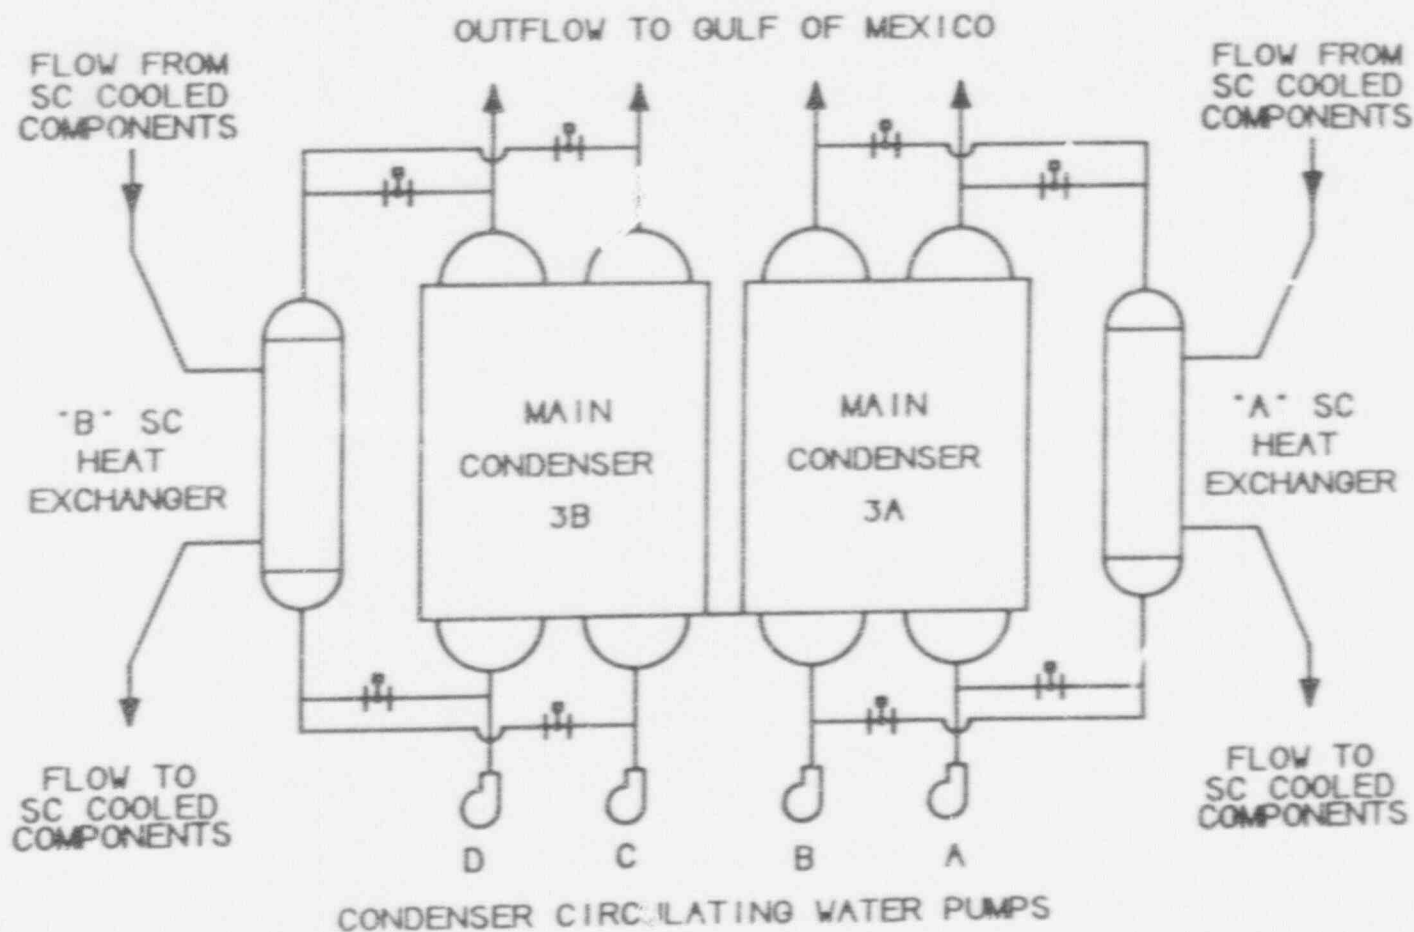 OUTFLOW TO GULF OF MEXICO
FLOW FROM
SC COOLED
COMPONENTS
FLOW FROM
SC COOLED
COMPONENTS
"B" SC
HEAT
EXCHANGER
MAIN
CONDENSER
3B
MAIN
CONDENSER
3A
"A" SC
HEAT
EXCHANGER
FLOW TO
SC COOLED
COMPONENTS
FLOW TO
SC COOLED
COMPONENTS
D C B A
CONDENSER CIRCULATING WATER PUMPS